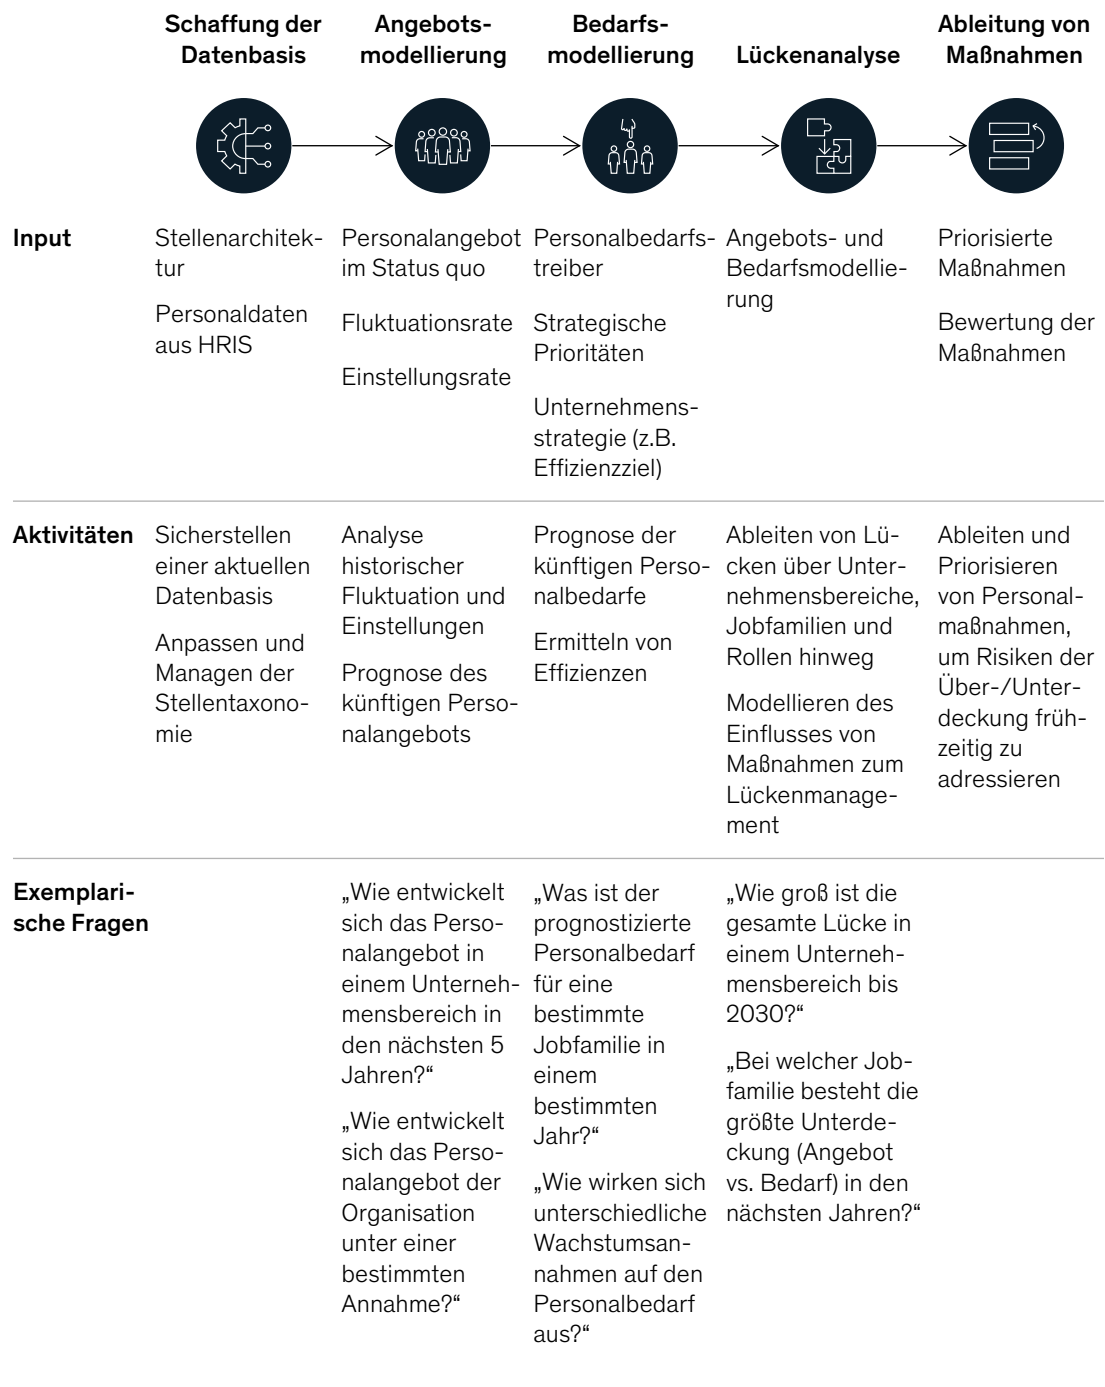 Schaffung der
Datenbasis
Angebots-
modellierung
Bedarfs-
modellierung
Lückenanalyse
Ableitung von
Maßnahmen
Input
Stellenarchitek-
tur
Personaldaten
aus HRIS
Personalangebot
im Status quo
Fluktuationsrate
Einstellungsrate
Personalbedarfs-
treiber
Strategische
Prioritäten
Unternehmens-
strategie (z.B.
Effizienzziel)
Angebots- und
Bedarfsmodellie-
rung
Priorisierte
Maßnahmen
Bewertung der
Maßnahmen
Aktivitäten
Sicherstellen
einer aktuellen
Datenbasis
Anpassen und
Managen der
Stellentaxono-
mie
Analyse
historischer
Fluktuation und
Einstellungen
Prognose des
künftigen Perso-
nalangebots
Prognose der
künftigen Perso-
nalbedarfe
Ermitteln von
Effizienzen
Ableiten von Lü-
cken über Unter-
nehmensbereiche,
Jobfamilien und
Rollen hinweg
Modellieren des
Einflusses von
Maßnahmen zum
Lückenmanage-
ment
Ableiten und
Priorisieren
von Personal-
maßnahmen,
um Risiken der
Über-/Unter-
deckung früh-
zeitig zu
adressieren
Exemplari-
sche Fragen
„Wie entwickelt
sich das Perso-
nalangebot in
einem Unterneh-
mensbereich in
den nächsten 5
Jahren?“
„Wie entwickelt
sich das Perso-
nalangebot der
Organisation
unter einer
bestimmten
Annahme?“
„Was ist der
prognostizierte
Personalbedarf
für eine
bestimmte
Jobfamilie in
einem
bestimmten
Jahr?“
„Wie wirken sich
unterschiedliche
Wachstumsan-
nahmen auf den
Personalbedarf
aus?“
„Wie groß ist die
gesamte Lücke in
einem Unterneh-
mensbereich bis
2030?“
„Bei welcher Job-
familie besteht die
größte Unterde-
ckung (Angebot
vs. Bedarf) in den
nächsten Jahren?“